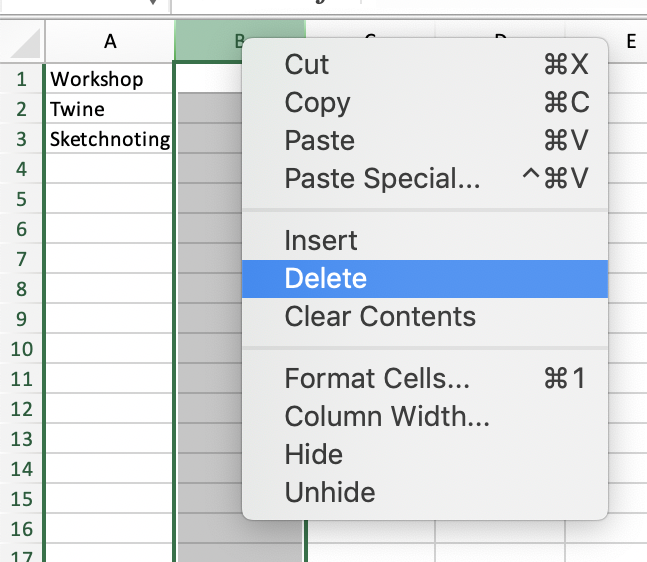 A B E
1 Workshop
2 Twine
3 Sketchnoting
4
5
6
7
8
9
10
11
12
13
14
15
16
17
Cut ⌘X
Copy ⌘C
Paste ⌘V
Paste Special... ^⌘V
Insert
Delete
Clear Contents
Format Cells... ⌘1
Column Width...
Hide
Unhide